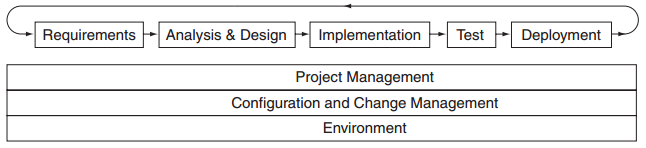 Requirements
Analysis & Design
Implementation
Test
Deployment
Project Management
Configuration and Change Management
Environment